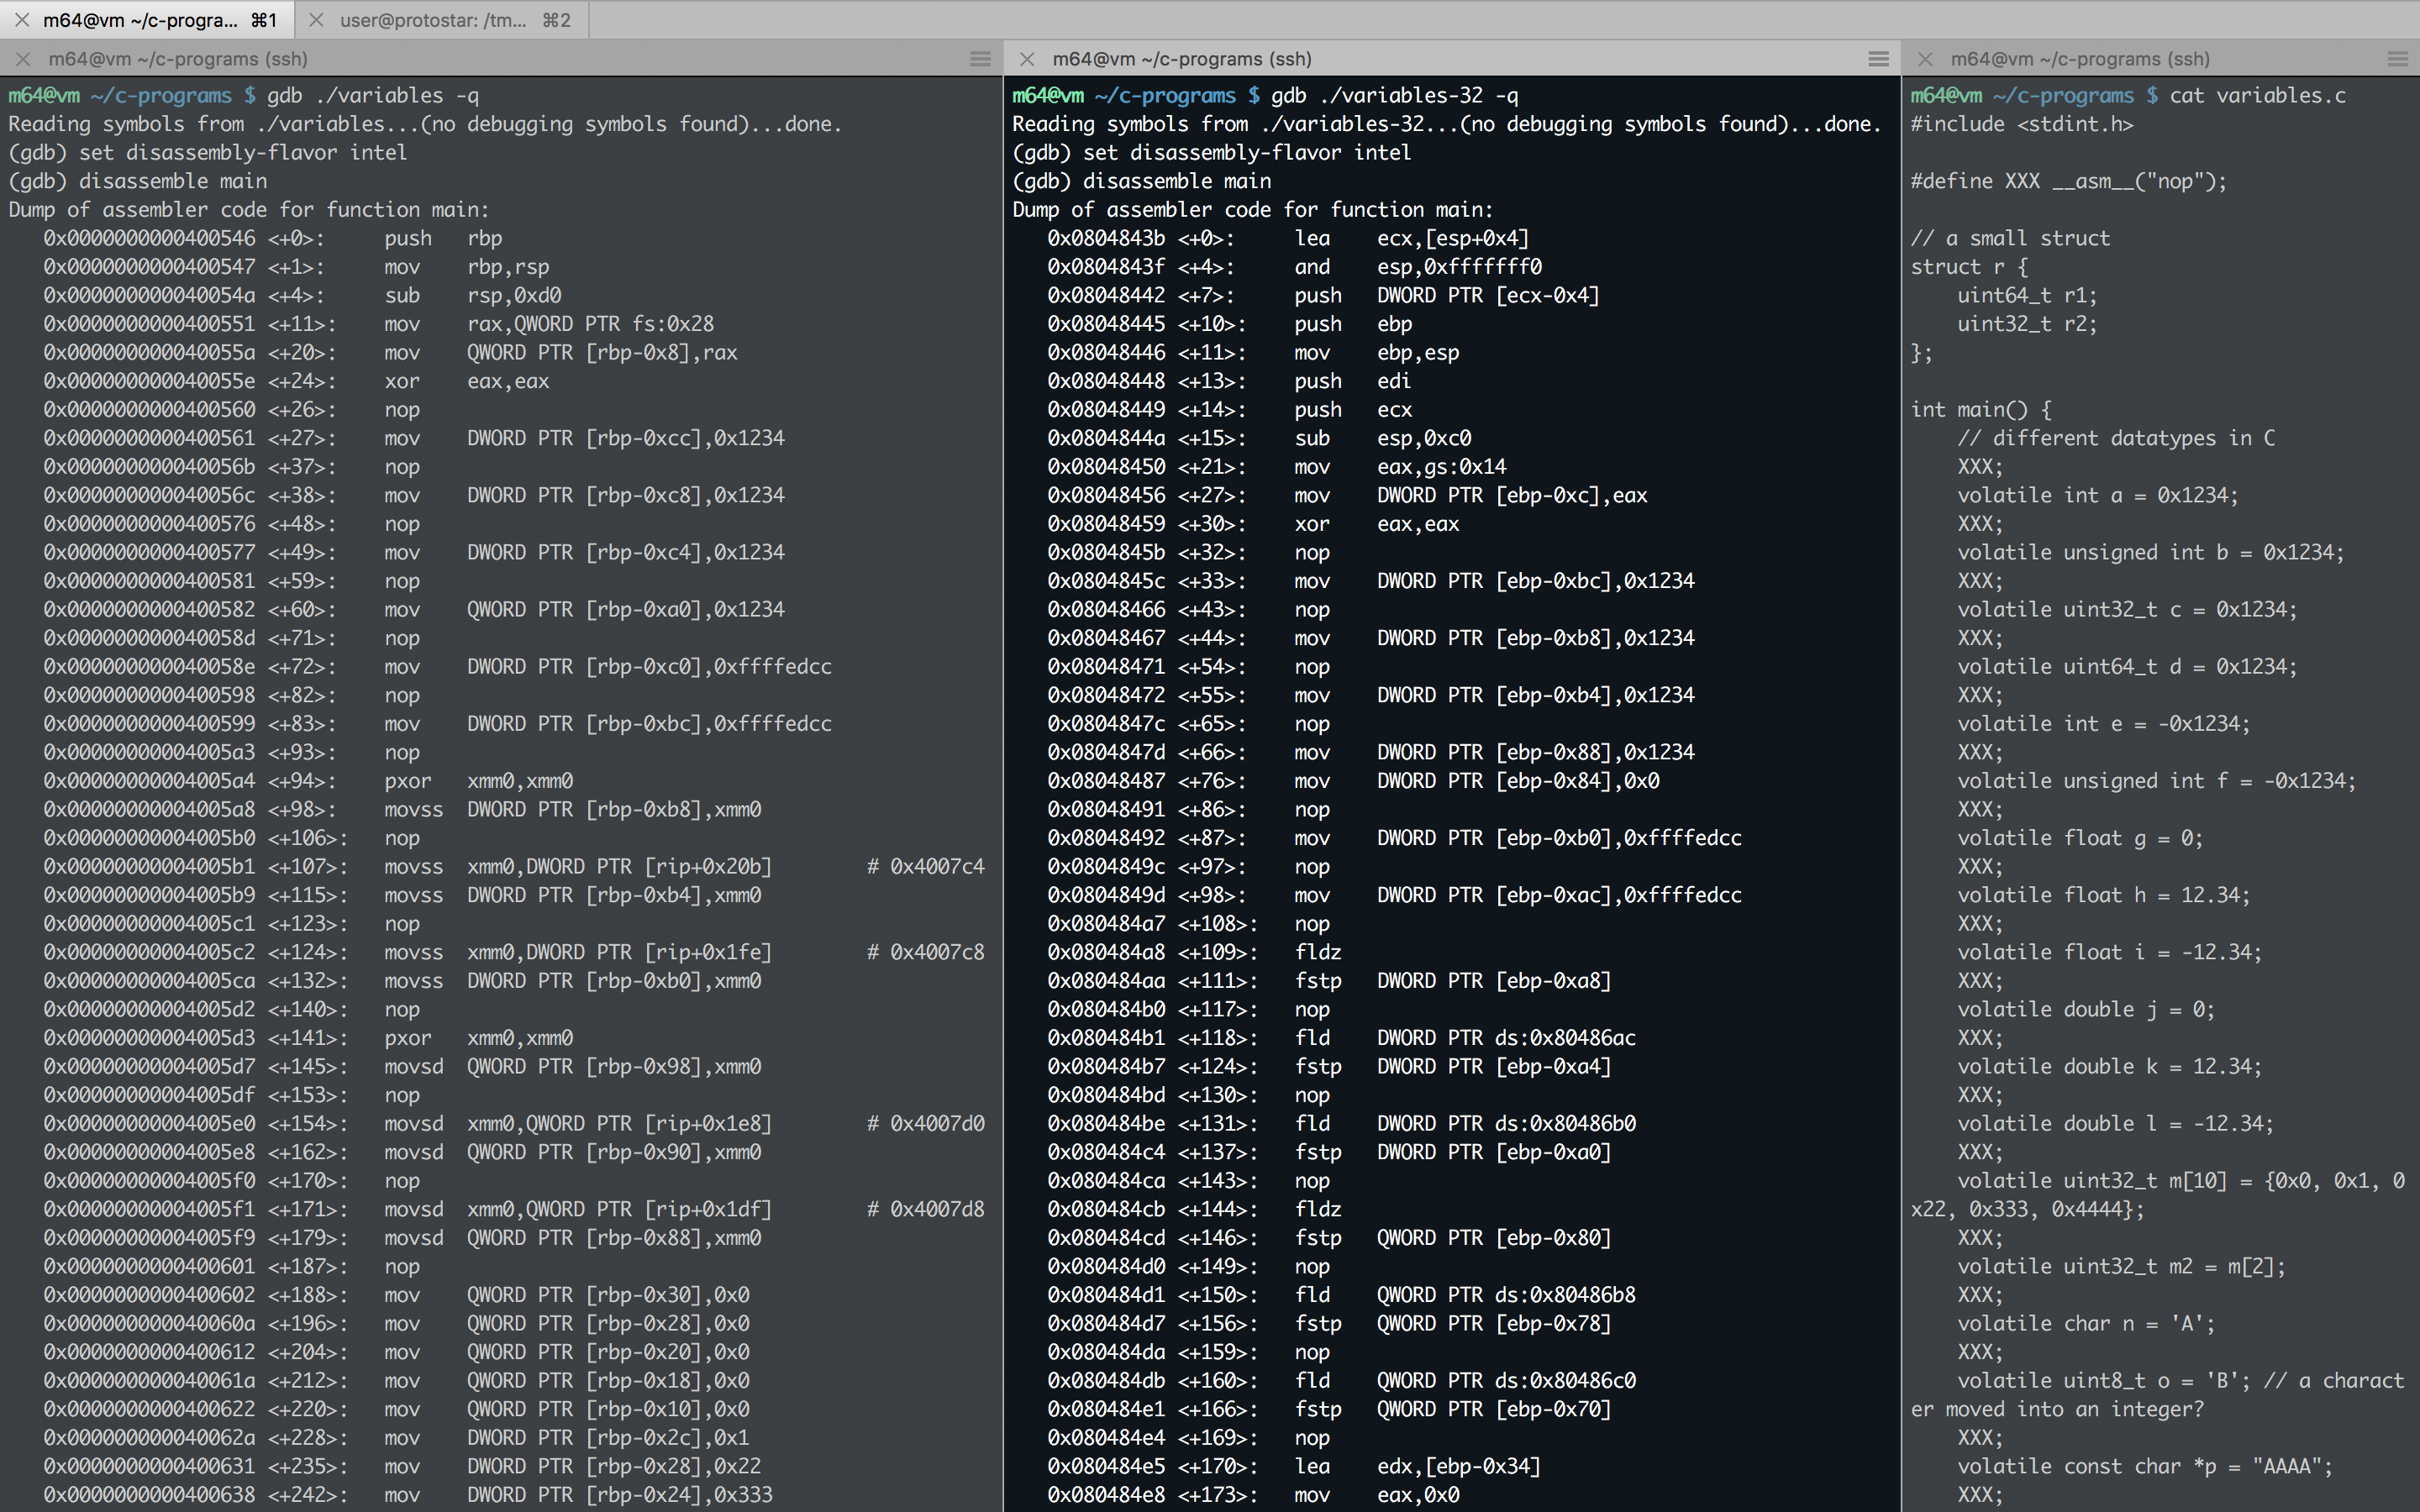 m64@vm ~/c-progra... ⌘1
user@protostar: /tm... ⌘2
m64@vm ~/c-programs (ssh)
m64@vm ~/c-programs $ gdb ./variables -q
Reading symbols from ./variables...(no debugging symbols found)...done.
(gdb) set disassembly-flavor intel
(gdb) disassemble main
Dump of assembler code for function main:
0x0000000000400546 <+0>: push rbp
0x0000000000400547 <+1>: mov rbp,rsp
0x000000000040054a <+4>: sub rsp,0xd0
0x0000000000400551 <+11>: mov rax,QWORD PTR fs:0x28
0x000000000040055a <+20>: mov QWORD PTR [rbp-0x8],rax
0x000000000040055e <+24>: xor eax,eax
0x0000000000400560 <+26>: nop
0x0000000000400561 <+27>: mov DWORD PTR [rbp-0xcc],0x1234
0x000000000040056b <+37>: nop
0x000000000040056c <+38>: mov DWORD PTR [rbp-0xc8],0x1234
0x0000000000400576 <+48>: nop
0x0000000000400577 <+49>: mov DWORD PTR [rbp-0xc4],0x1234
0x0000000000400581 <+59>: nop
0x0000000000400582 <+60>: mov QWORD PTR [rbp-0xa0],0x1234
0x000000000040058d <+71>: nop
0x000000000040058e <+72>: mov DWORD PTR [rbp-0xc0],0xffffedcc
0x0000000000400598 <+82>: nop
0x0000000000400599 <+83>: mov DWORD PTR [rbp-0xbc],0xffffedcc
0x00000000004005a3 <+93>: nop
0x00000000004005a4 <+94>: pxor xmm0,xmm0
0x00000000004005a8 <+98>: movss DWORD PTR [rbp-0xb8],xmm0
0x00000000004005b0 <+106>: nop
0x00000000004005b1 <+107>: movss xmm0,DWORD PTR [rip+0x20b] # 0x4007c4
0x00000000004005b9 <+115>: movss DWORD PTR [rbp-0xb4],xmm0
0x00000000004005c1 <+123>: nop
0x00000000004005c2 <+124>: movss xmm0,DWORD PTR [rip+0x1fe] # 0x4007c8
0x00000000004005ca <+132>: movss DWORD PTR [rbp-0xb0],xmm0
0x00000000004005d2 <+140>: nop
0x00000000004005d3 <+141>: pxor xmm0,xmm0
0x00000000004005d7 <+145>: movsd QWORD PTR [rbp-0x98],xmm0
0x00000000004005df <+153>: nop
0x00000000004005e0 <+154>: movsd xmm0,QWORD PTR [rip+0x1e8] # 0x4007d0
0x00000000004005e8 <+162>: movsd QWORD PTR [rbp-0x90],xmm0
0x00000000004005f0 <+170>: nop
0x00000000004005f1 <+171>: movsd xmm0,QWORD PTR [rip+0x1df] # 0x4007d8
0x00000000004005f9 <+179>: movsd QWORD PTR [rbp-0x88],xmm0
0x0000000000400601 <+187>: nop
0x0000000000400602 <+188>: mov QWORD PTR [rbp-0x30],0x0
0x000000000040060a <+196>: mov QWORD PTR [rbp-0x28],0x0
0x0000000000400612 <+204>: mov QWORD PTR [rbp-0x20],0x0
0x000000000040061a <+212>: mov QWORD PTR [rbp-0x18],0x0
0x0000000000400622 <+220>: mov QWORD PTR [rbp-0x10],0x0
0x000000000040062a <+228>: mov DWORD PTR [rbp-0x2c],0x1
0x0000000000400631 <+235>: mov DWORD PTR [rbp-0x28],0x22
0x0000000000400638 <+242>: mov DWORD PTR [rbp-0x24],0x333
m64@vm ~/c-programs (ssh)
m64@vm ~/c-programs $ gdb ./variables-32 -q
Reading symbols from ./variables-32...(no debugging symbols found)...done.
(gdb) set disassembly-flavor intel
(gdb) disassemble main
Dump of assembler code for function main:
0x0804843b <+0>: lea ecx,[esp+0x4]
0x0804843f <+4>: and esp,0xfffffff0
0x08048442 <+7>: push DWORD PTR [ecx-0x4]
0x08048445 <+10>: push ebp
0x08048446 <+11>: mov ebp,esp
0x08048448 <+13>: push edi
0x08048449 <+14>: push ecx
0x0804844a <+15>: sub esp,0xc0
0x08048450 <+21>: mov eax,gs:0x14
0x08048456 <+27>: mov DWORD PTR [ebp-0xc],eax
0x08048459 <+30>: xor eax,eax
0x0804845b <+32>: nop
0x0804845c <+33>: mov DWORD PTR [ebp-0xbc],0x1234
0x08048466 <+43>: nop
0x08048467 <+44>: mov DWORD PTR [ebp-0xb8],0x1234
0x08048471 <+54>: nop
0x08048472 <+55>: mov DWORD PTR [ebp-0xb4],0x1234
0x0804847c <+65>: nop
0x0804847d <+66>: mov DWORD PTR [ebp-0x88],0x1234
0x08048487 <+76>: mov DWORD PTR [ebp-0x84],0x0
0x08048491 <+86>: nop
0x08048492 <+87>: mov DWORD PTR [ebp-0xb0],0xffffedcc
0x0804849c <+97>: nop
0x0804849d <+98>: mov DWORD PTR [ebp-0xac],0xffffedcc
0x080484a7 <+108>: nop
0x080484a8 <+109>: fldz
0x080484aa <+111>: fstp DWORD PTR [ebp-0xa8]
0x080484b0 <+117>: nop
0x080484b1 <+118>: fld DWORD PTR ds:0x80486ac
0x080484b7 <+124>: fstp DWORD PTR [ebp-0xa4]
0x080484bd <+130>: nop
0x080484be <+131>: fld DWORD PTR ds:0x80486b0
0x080484c4 <+137>: fstp DWORD PTR [ebp-0xa0]
0x080484ca <+143>: nop
0x080484cb <+144>: fldz
0x080484cd <+146>: fstp QWORD PTR [ebp-0x80]
0x080484d0 <+149>: nop
0x080484d1 <+150>: fld QWORD PTR ds:0x80486b8
0x080484d7 <+156>: fstp QWORD PTR [ebp-0x78]
0x080484da <+159>: nop
0x080484db <+160>: fld QWORD PTR ds:0x80486c0
0x080484e1 <+166>: fstp QWORD PTR [ebp-0x70]
0x080484e4 <+169>: nop
0x080484e5 <+170>: lea edx,[ebp-0x34]
0x080484e8 <+173>: mov eax,0x0
m64@vm ~/c-programs (ssh)
m64@vm ~/c-programs $ cat variables.c
#include <stdint.h>
#define XXX __asm__("nop");
// a small struct
struct r {
uint64_t r1;
uint32_t r2;
};
int main() {
// different datatypes in C
XXX;
volatile int a = 0x1234;
XXX;
volatile unsigned int b = 0x1234;
XXX;
volatile uint32_t c = 0x1234;
XXX;
volatile uint64_t d = 0x1234;
XXX;
volatile int e = -0x1234;
XXX;
volatile unsigned int f = -0x1234;
XXX;
volatile float g = 0;
XXX;
volatile float h = 12.34;
XXX;
volatile float i = -12.34;
XXX;
volatile double j = 0;
XXX;
volatile double k = 12.34;
XXX;
volatile double l = -12.34;
XXX;
volatile uint32_t m[10] = {0x0, 0x1, 0
x22, 0x333, 0x4444};
XXX;
volatile uint32_t m2 = m[2];
XXX;
volatile char n = 'A';
XXX;
volatile uint8_t o = 'B'; // a charact
er moved into an integer?
XXX;
volatile const char *p = "AAAA";
XXX;